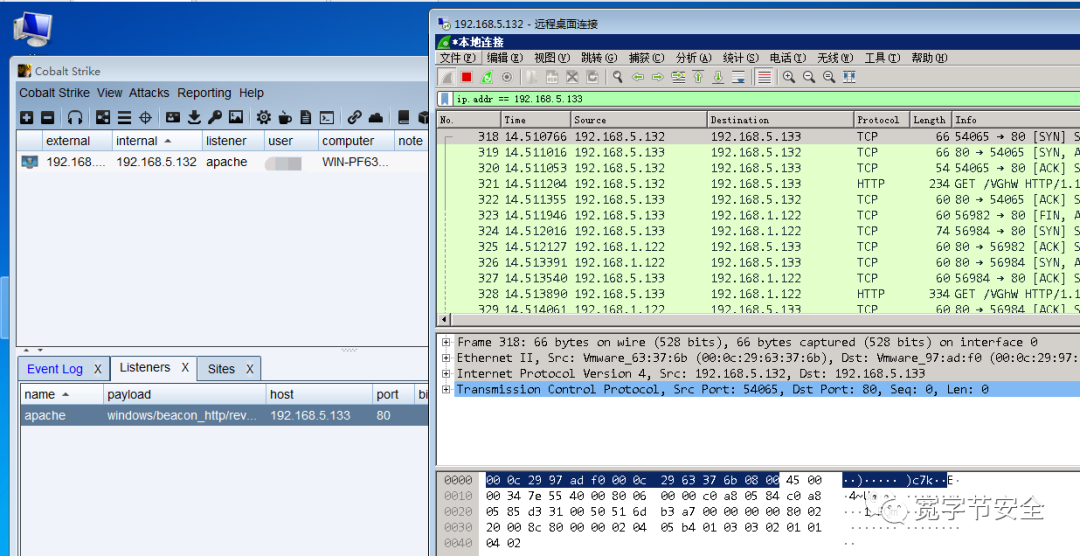 192.168.5.132 - 远程桌面连接
Cobalt Strike
Cobalt Strike View Attacks Reporting Help
external internal listener user computer note
192.168.... 192.168.5.132 apache WIN-PF63...
Event Log X Listeners X Sites X
name payload host port bi
apache windows/beacon_http/rev... 192.168.5.133 80
*本地连接
文件(F) 编辑(E) 视图(V) 跳转(G) 捕获(C) 分析(A) 统计(S) 电话(T) 无线(W) 工具(T) 帮助(H)
ip.addr == 192.168.5.133
No. Time Source Destination Protocol Length Info
318 14.510766 192.168.5.132 192.168.5.133 TCP 66 54065 → 80 [SYN] S
319 14.511016 192.168.5.133 192.168.5.132 TCP 66 80 → 54065 [SYN, A
320 14.511053 192.168.5.132 192.168.5.133 TCP 54 54065 → 80 [ACK] S
321 14.511204 192.168.5.132 192.168.5.133 HTTP 234 GET /VGhW HTTP/1.1
322 14.511355 192.168.5.133 192.168.5.132 TCP 60 80 → 54065 [ACK] S
323 14.511946 192.168.5.133 192.168.1.122 TCP 60 56982 → 80 [FIN, A
324 14.512016 192.168.5.133 192.168.1.122 TCP 74 56984 → 80 [SYN] S
325 14.512127 192.168.1.122 192.168.5.133 TCP 60 80 → 56982 [ACK] S
326 14.513391 192.168.1.122 192.168.5.133 TCP 60 80 → 56984 [SYN, A
327 14.513540 192.168.5.133 192.168.1.122 TCP 60 56984 → 80 [ACK] S
328 14.513890 192.168.5.133 192.168.1.122 HTTP 334 GET /VGhW HTTP/1.1
329 14.514061 192.168.1.122 192.168.5.133 TCP 60 80 → 56984 [ACK] S
Frame 318: 66 bytes on wire (528 bits), 66 bytes captured (528 bits) on interface 0
Ethernet II, Src: Vmware_63:37:6b (00:0c:29:63:37:6b), Dst: Vmware_97:ad:f0 (00:0c:29:97:
Internet Protocol Version 4, Src: 192.168.5.132, Dst: 192.168.5.133
Transmission Control Protocol, Src Port: 54065, Dst Port: 80, Seq: 0, Len: 0
0000 00 0c 29 97 ad f0 00 0c 29 63 37 6b 08 00 45 00 ··)····· )c7k··E·
0010 00 34 7e 55 40 00 80 06 00 00 c0 a8 05 84 c0 a8
0020 05 85 d3 31 00 50 51 6d b3 a7 00 00 00 00 80 02
0030 20 00 8c 80 00 00 02 04 05 b4 01 03 03 02 01 01
0040 04 02 ··
宽字节安全